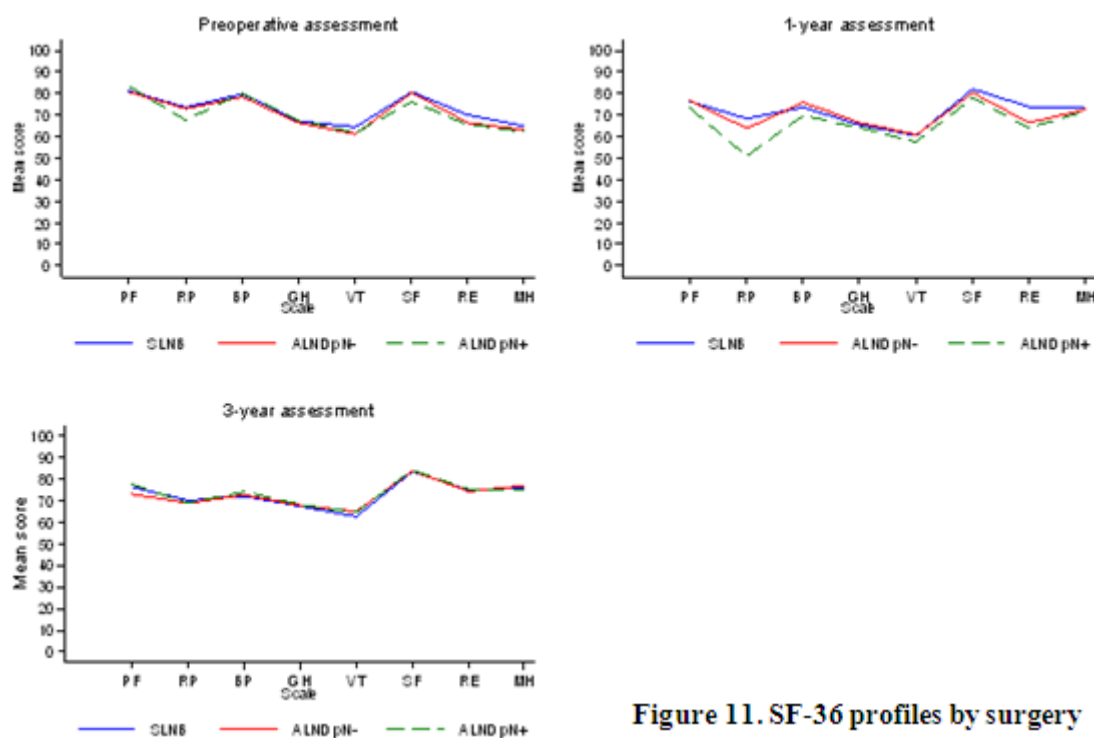 Preoperative assessment
100
90
80
70
60
50
40
30
20
10
0
Mean score
PF RP BP GH VT SF RE MH
Scale
SLNB ALND pN- ALND pN+
1-year assessment
100
90
80
70
60
50
40
30
20
10
0
Mean score
PF RP BP GH VT SF RE MH
Scale
SLNB ALND pN- ALND pN+
3-year assessment
100
90
80
70
60
50
40
30
20
10
0
Mean score
PF RP BP GH VT SF RE MH
Scale
SLNB ALND pN- ALND pN+
Figure 11. SF-36 profiles by surgery